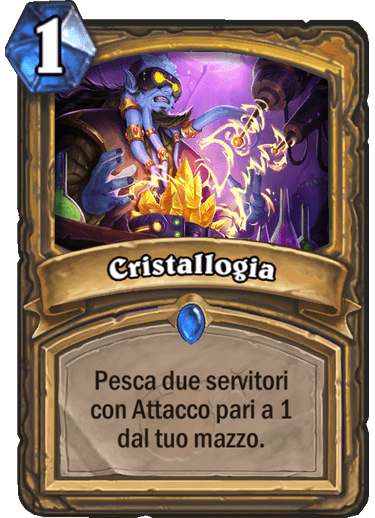 1
Cristallogia
Pesca due servitori
con Attacco pari a 1
dal tuo mazzo.